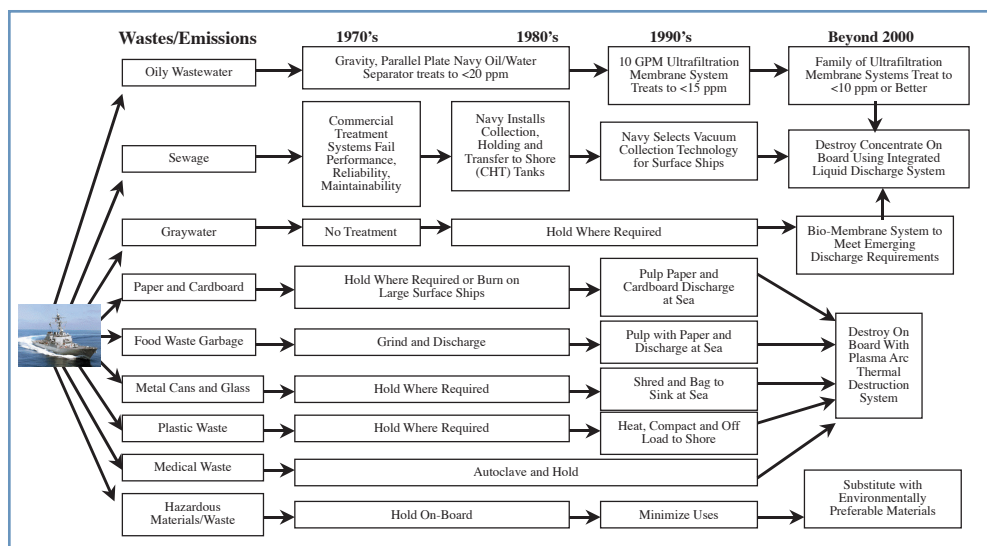 Wastes/Emissions
1970's
1980's
1990's
Beyond 2000
Oily Wastewater
Gravity, Parallel Plate Navy Oil/Water
Separator treats to <20 ppm
10 GPM Ultrafiltration
Membrane System
Treats to <15 ppm
Family of Ultrafiltration
Membrane Systems Treat to
<10 ppm or Better
Sewage
Commercial
Treatment
Systems Fail
Performance,
Reliability,
Maintainability
Navy Installs
Collection,
Holding and
Transfer to Shore
(CHT) Tanks
Navy Selects Vacuum
Collection Technology
for Surface Ships
Destroy Concentrate On
Board Using Integrated
Liquid Discharge
System
Graywater
No Treatment
Hold Where Required
Bio-Membrane System to
Meet Emerging
Discharge Requirements
Paper and Cardboard
Hold Where Required or Burn on
Large Surface Ships
Pulp Paper and
Cardboard Discharge
at Sea
Food Waste Garbage
Grind and Discharge
Pulp with Paper and
Discharge at Sea
Destroy On
Board With
Plasma Arc
Thermal
Destruction
System
Metal Cans and Glass
Hold Where Required
Shred and Bag to
Sink at Sea
Plastic Waste
Hold Where Required
Heat, Compact and Off
Load to Shore
Medical Waste
Autoclave and Hold
Hazardous
Materials/Waste
Hold On-Board
Minimize Uses
Substitute with
Environmentally
Preferable Materials